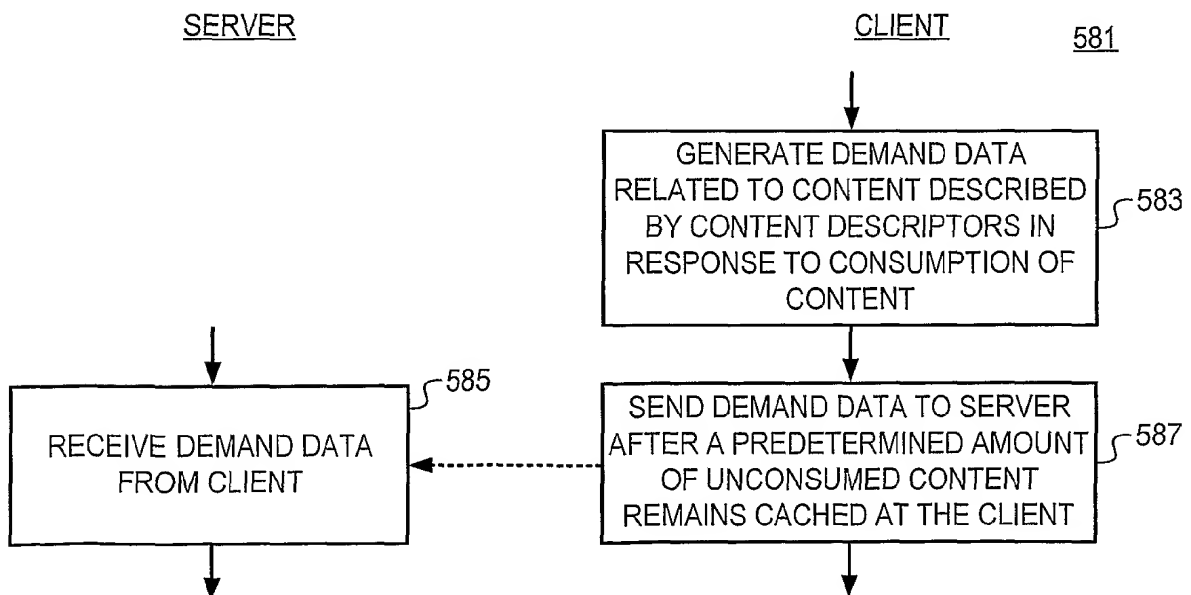 SERVER
CLIENT
581
GENERATE DEMAND DATA
RELATED TO CONTENT DESCRIBED
BY CONTENT DESCRIPTORS IN
RESPONSE TO CONSUMPTION OF
CONTENT
583
585
RECEIVE DEMAND DATA
FROM CLIENT
SEND DEMAND DATA TO SERVER
AFTER A PREDETERMINED AMOUNT
OF UNCONSUMED CONTENT
REMAINS CACHED AT THE CLIENT
587